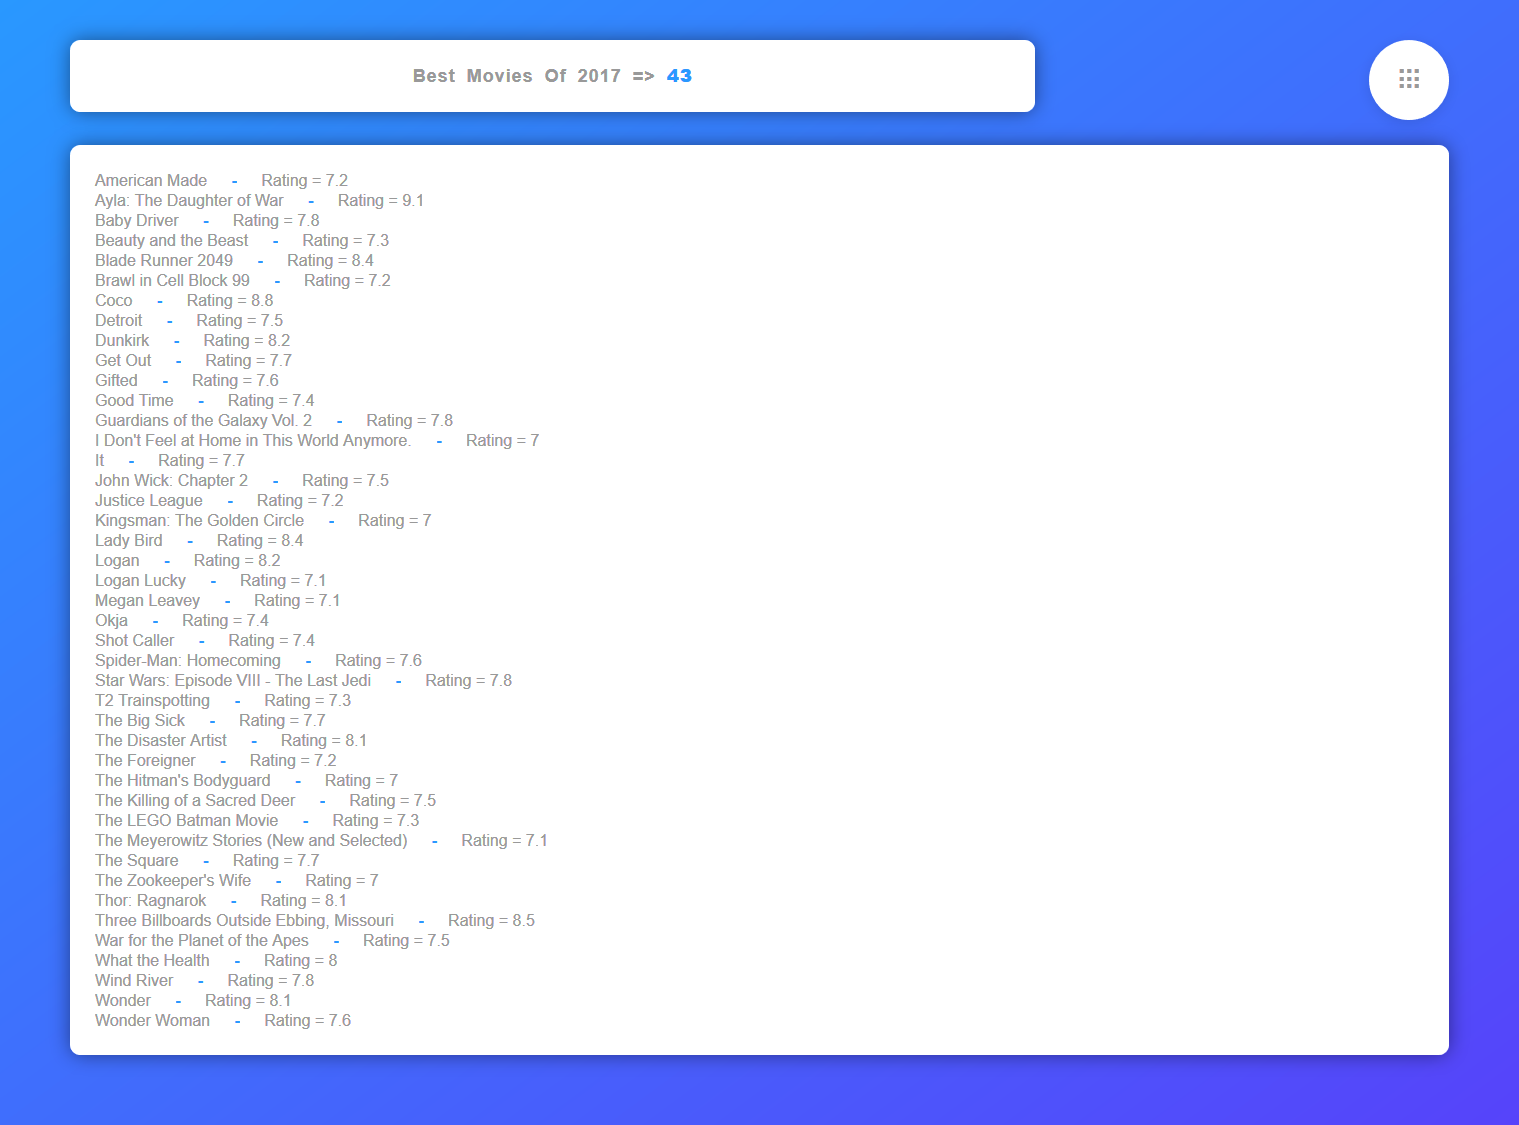 Best Movies Of 2017 => 43
American Made - Rating = 7.2
Ayla: The Daughter of War - Rating = 9.1
Baby Driver - Rating = 7.8
Beauty and the Beast - Rating = 7.3
Blade Runner 2049 - Rating = 8.4
Brawl in Cell Block 99 - Rating = 7.2
Coco - Rating = 8.8
Detroit - Rating = 7.5
Dunkirk - Rating = 8.2
Get Out - Rating = 7.7
Gifted - Rating = 7.6
Good Time - Rating = 7.4
Guardians of the Galaxy Vol. 2 - Rating = 7.8
I Don't Feel at Home in This World Anymore. - Rating = 7
It - Rating = 7.7
John Wick: Chapter 2 - Rating = 7.5
Justice League - Rating = 7.2
Kingsman: The Golden Circle - Rating = 7
Lady Bird - Rating = 8.4
Logan - Rating = 8.2
Logan Lucky - Rating = 7.1
Megan Leavey - Rating = 7.1
Okja - Rating = 7.4
Shot Caller - Rating = 7.4
Spider-Man: Homecoming - Rating = 7.6
Star Wars: Episode VIII - The Last Jedi - Rating = 7.8
T2 Trainspotting - Rating = 7.3
The Big Sick - Rating = 7.7
The Disaster Artist - Rating = 8.1
The Foreigner - Rating = 7.2
The Hitman's Bodyguard - Rating = 7
The Killing of a Sacred Deer - Rating = 7.5
The LEGO Batman Movie - Rating = 7.3
The Meyerowitz Stories (New and Selected) - Rating = 7.1
The Square - Rating = 7.7
The Zookeeper's Wife - Rating = 7
Thor: Ragnarok - Rating = 8.1
Three Billboards Outside Ebbing, Missouri - Rating = 8.5
War for the Planet of the Apes - Rating = 7.5
What the Health - Rating = 8
Wind River - Rating = 7.8
Wonder - Rating = 8.1
Wonder Woman - Rating = 7.6